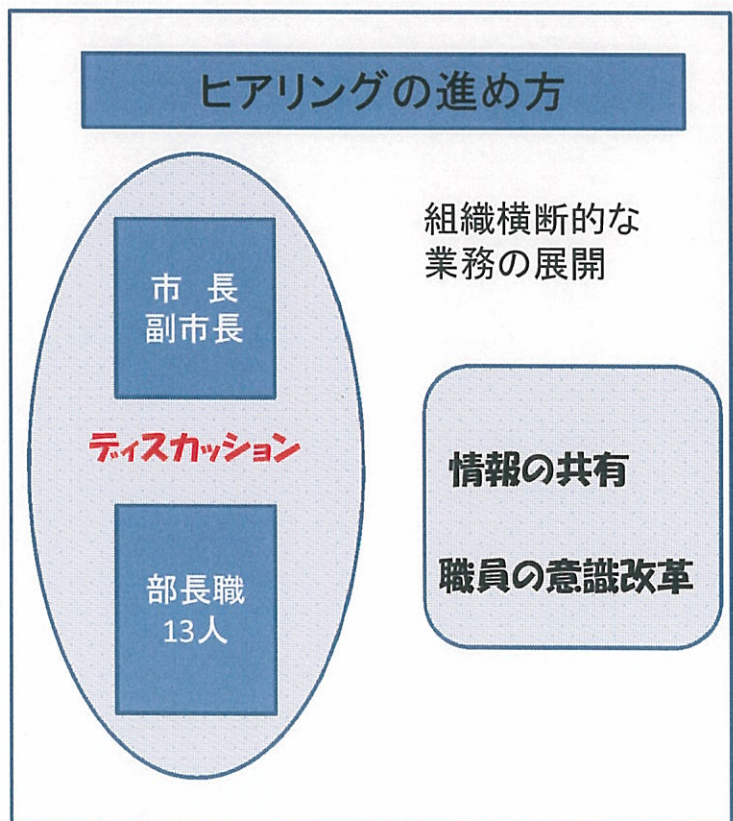 ヒアリングの進め方
市 長
副市長
ディスカッション
部長職
13人
組織横断的な
業務の展開
情報の共有
職員の意識改革